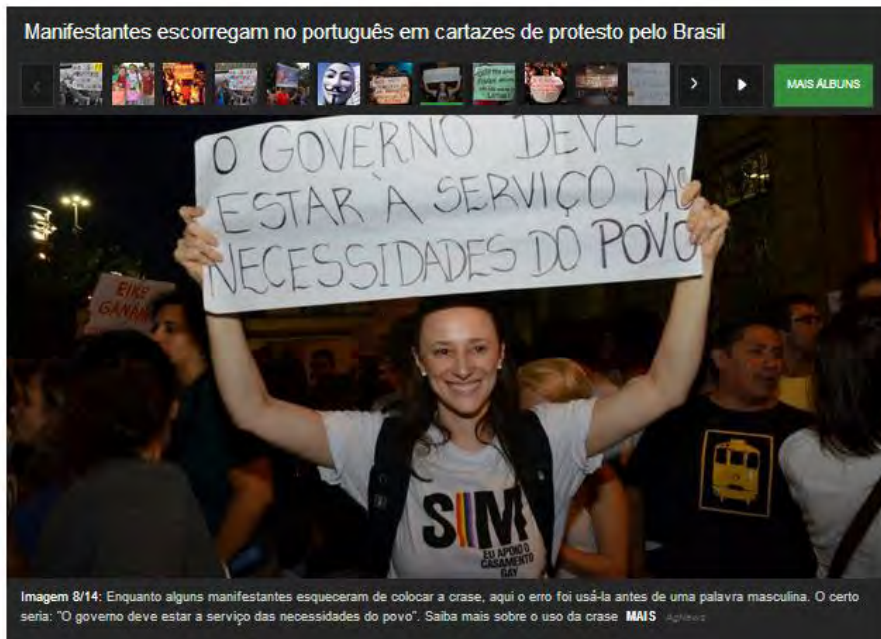 Manifestantes escorregam no português em cartazes de protesto pelo Brasil
MAIS ÁLBUNS
O GOVERNO DEVE
ESTAR À SERVIÇO DAS
NECESSIDADES DO POVO
EIKE
SIM
EU APOIO O
CASAMENTO
GAY
Imagem 8/14: Enquanto alguns manifestantes esqueceram de colocar a crase, aqui o erro foi usá-la antes de uma palavra masculina. O certo
seria: "O governo deve estar a serviço das necessidades do povo". Saiba mais sobre o uso da crase MAIS AgNews